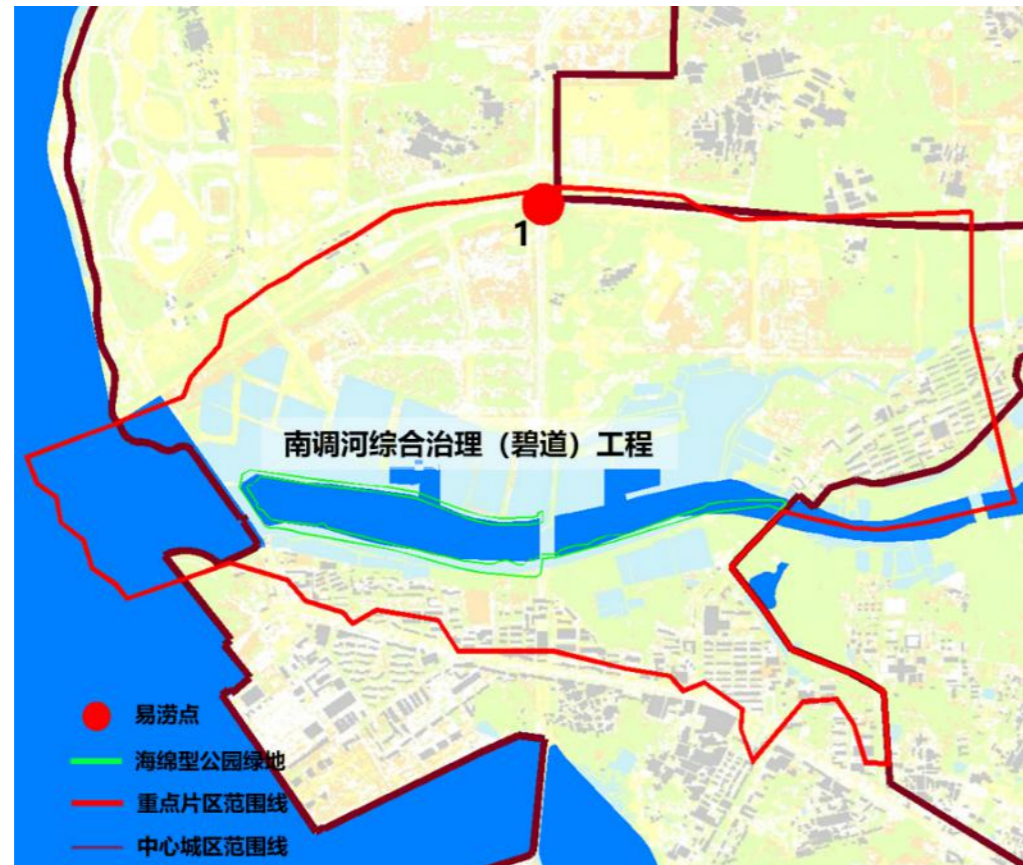 1
南调河综合治理（碧道）工程
易涝点
海绵型公园绿地
重点片区范围线
中心城区范围线